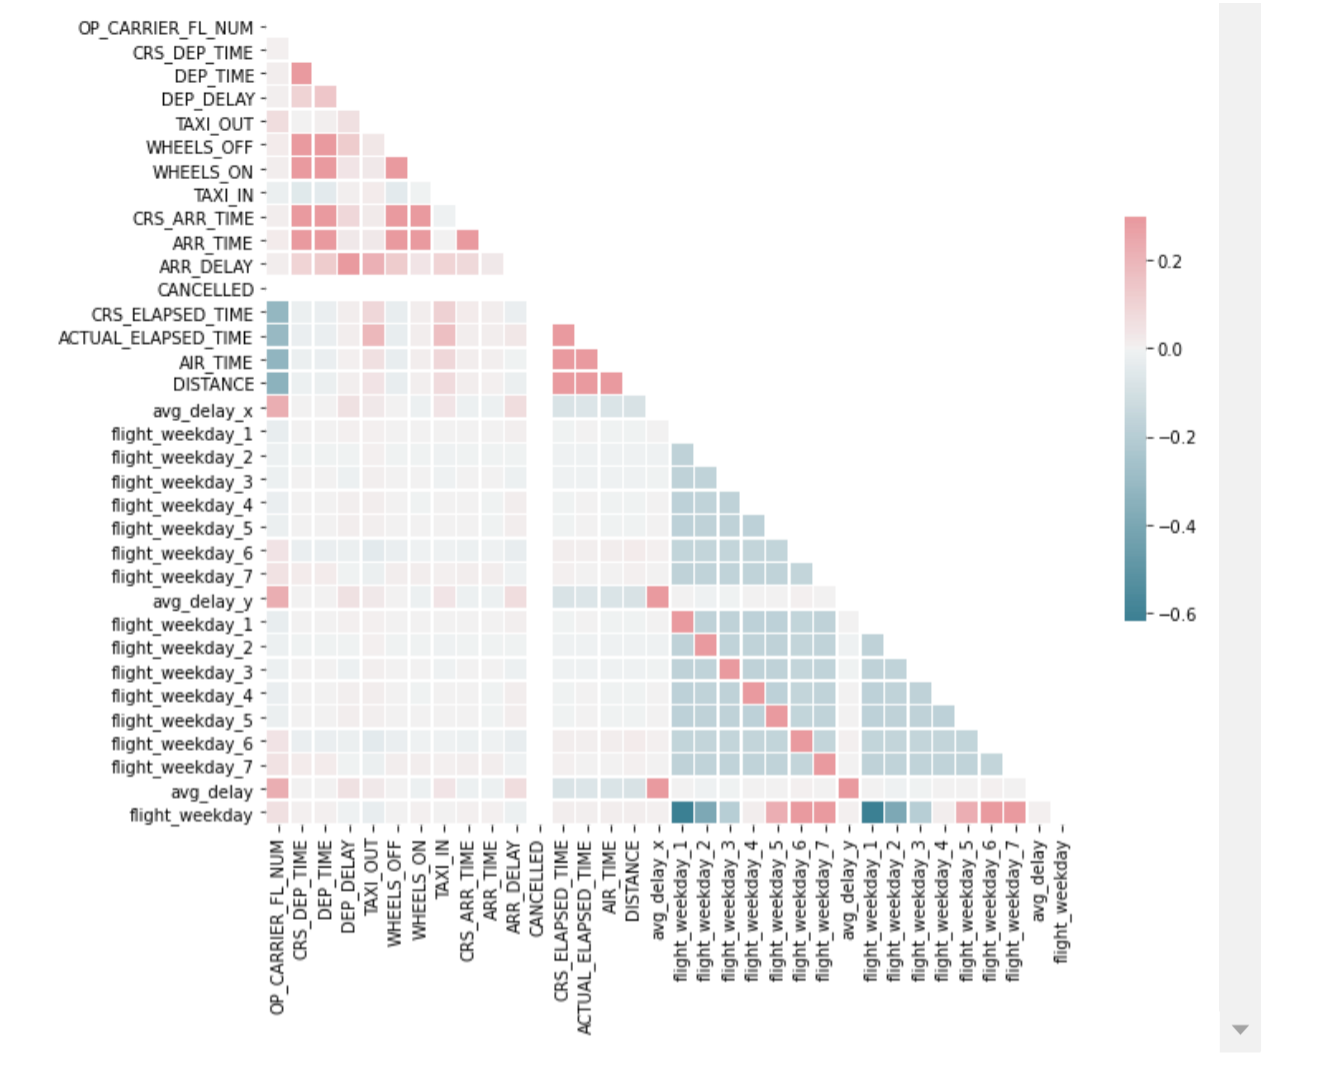 OP_CARRIER_FL_NUM
CRS_DEP_TIME
DEP_TIME
DEP_DELAY
TAXI_OUT
WHEELS_OFF
WHEELS_ON
TAXI_IN
CRS_ARR_TIME
ARR_TIME
ARR_DELAY
CANCELLED
CRS_ELAPSED_TIME
ACTUAL_ELAPSED_TIME
AIR_TIME
DISTANCE
avg_delay_x
flight_weekday_1
flight_weekday_2
flight_weekday_3
flight_weekday_4
flight_weekday_5
flight_weekday_6
flight_weekday_7
avg_delay_y
flight_weekday_1
flight_weekday_2
flight_weekday_3
flight_weekday_4
flight_weekday_5
flight_weekday_6
flight_weekday_7
avg_delay
flight_weekday
OP_CARRIER_FL_NUM
CRS_DEP_TIME
DEP_TIME
DEP_DELAY
TAXI_OUT
WHEELS_OFF
WHEELS_ON
TAXI_IN
CRS_ARR_TIME
ARR_TIME
ARR_DELAY
CANCELLED
CRS_ELAPSED_TIME
ACTUAL_ELAPSED_TIME
AIR_TIME
DISTANCE
avg_delay_x
flight_weekday_1
flight_weekday_2
flight_weekday_3
flight_weekday_4
flight_weekday_5
flight_weekday_6
flight_weekday_7
avg_delay_y
flight_weekday_1
flight_weekday_2
flight_weekday_3
flight_weekday_4
flight_weekday_5
flight_weekday_6
flight_weekday_7
avg_delay
flight_weekday
0.2
0.0
−0.2
−0.4
−0.6